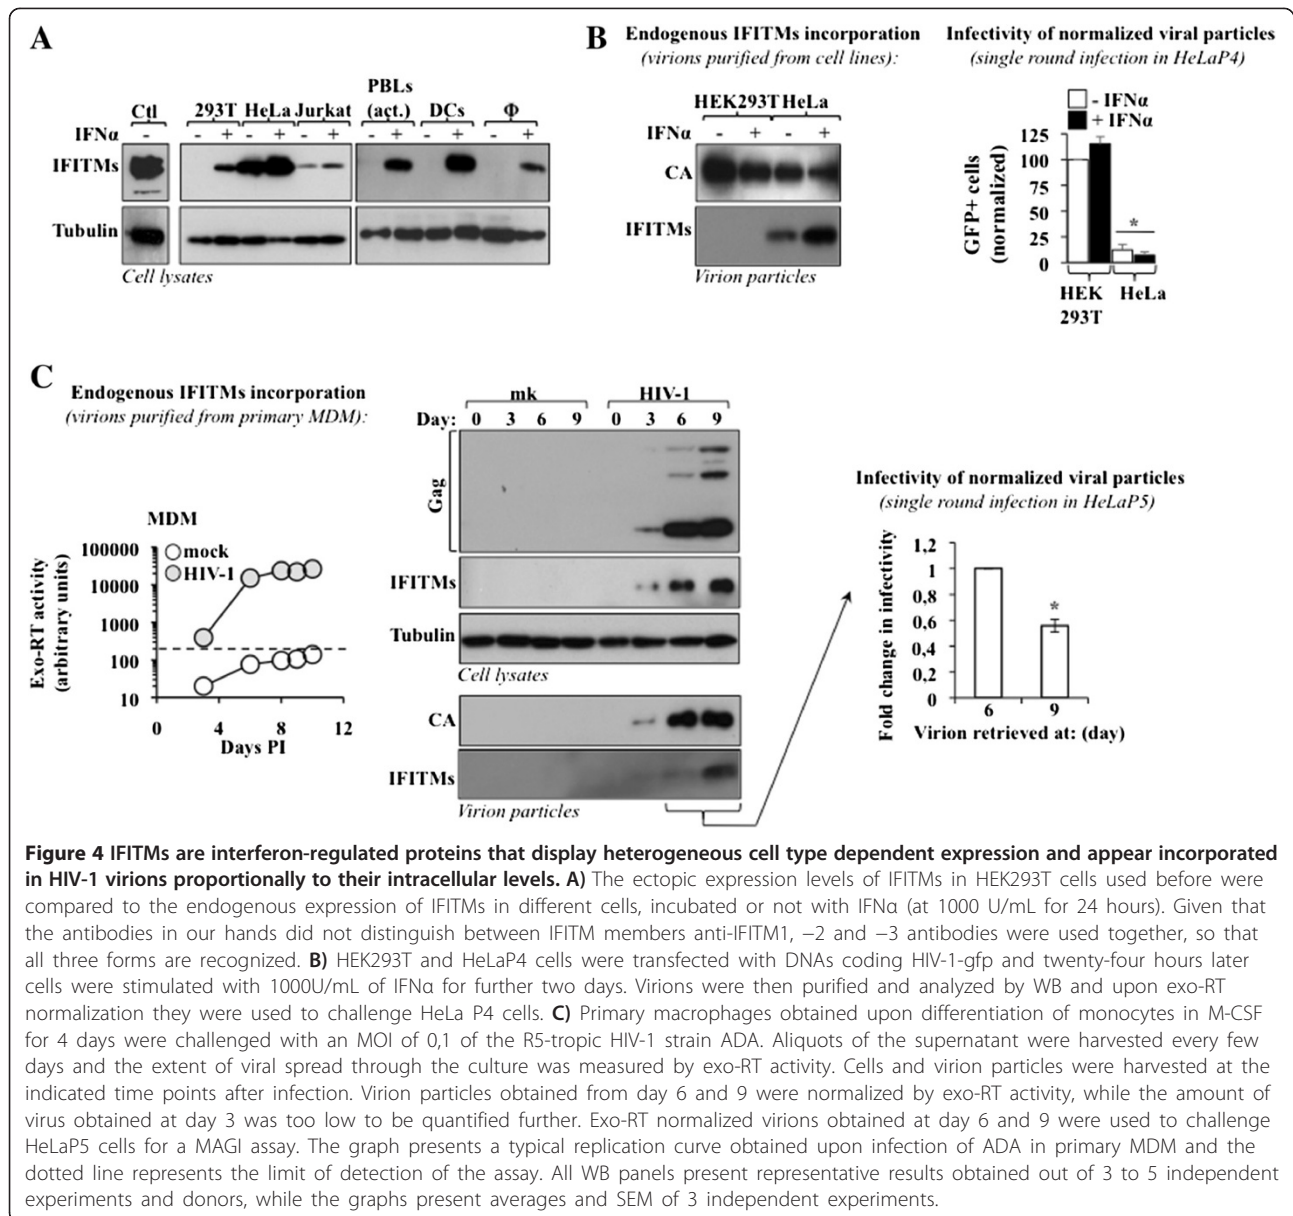 A
Ctl 293T HeLa Jurkat PBLs (act.) DCs Φ
IFNα - - + - + - + - + - + - +
IFITMs
Tubulin
Cell lysates
B
Endogenous IFITMs incorporation
(virions purified from cell lines):
HEK293T HeLa
IFNα - + - +
CA
IFITMs
Virion particles
Infectivity of normalized viral particles
(single round infection in HeLaP4)
- IFNα
+ IFNα
GFP+ cells
(normalized)
125
100
75
50
25
0
*
HEK HeLa
293T
C
Endogenous IFITMs incorporation
(virions purified from primary MDM):
MDM
mock
HIV-1
Exo-RT activity
(arbitrary units)
100000
10000
1000
100
10
0 4 8 12
Days PI
mk HIV-1
Day: 0 3 6 9 0 3 6 9
Gag
IFITMs
Tubulin
Cell lysates
CA
IFITMs
Virion particles
Infectivity of normalized viral particles
(single round infection in HeLaP5)
Fold change in infectivity
1,2
1
0,8
0,6
0,4
0,2
0
*
6 9
Virion retrieved at: (day)
Figure 4 IFITMs are interferon-regulated proteins that display heterogeneous cell type dependent expression and appear incorporated
in HIV-1 virions proportionally to their intracellular levels. A) The ectopic expression levels of IFITMs in HEK293T cells used before were
compared to the endogenous expression of IFITMs in different cells, incubated or not with IFNα (at 1000 U/mL for 24 hours). Given that
the antibodies in our hands did not distinguish between IFITM members anti-IFITM1, −2 and −3 antibodies were used together, so that
all three forms are recognized. B) HEK293T and HeLaP4 cells were transfected with DNAs coding HIV-1-gfp and twenty-four hours later
cells were stimulated with 1000U/mL of IFNα for further two days. Virions were then purified and analyzed by WB and upon exo-RT
normalization they were used to challenge HeLa P4 cells. C) Primary macrophages obtained upon differentiation of monocytes in M-CSF
for 4 days were challenged with an MOI of 0,1 of the R5-tropic HIV-1 strain ADA. Aliquots of the supernatant were harvested every few
days and the extent of viral spread through the culture was measured by exo-RT activity. Cells and virion particles were harvested at the
indicated time points after infection. Virion particles obtained from day 6 and 9 were normalized by exo-RT activity, while the amount of
virus obtained at day 3 was too low to be quantified further. Exo-RT normalized virions obtained at day 6 and 9 were used to challenge
HeLaP5 cells for a MAGI assay. The graph presents a typical replication curve obtained upon infection of ADA in primary MDM and the
dotted line represents the limit of detection of the assay. All WB panels present representative results obtained out of 3 to 5 independent
experiments and donors, while the graphs present averages and SEM of 3 independent experiments.